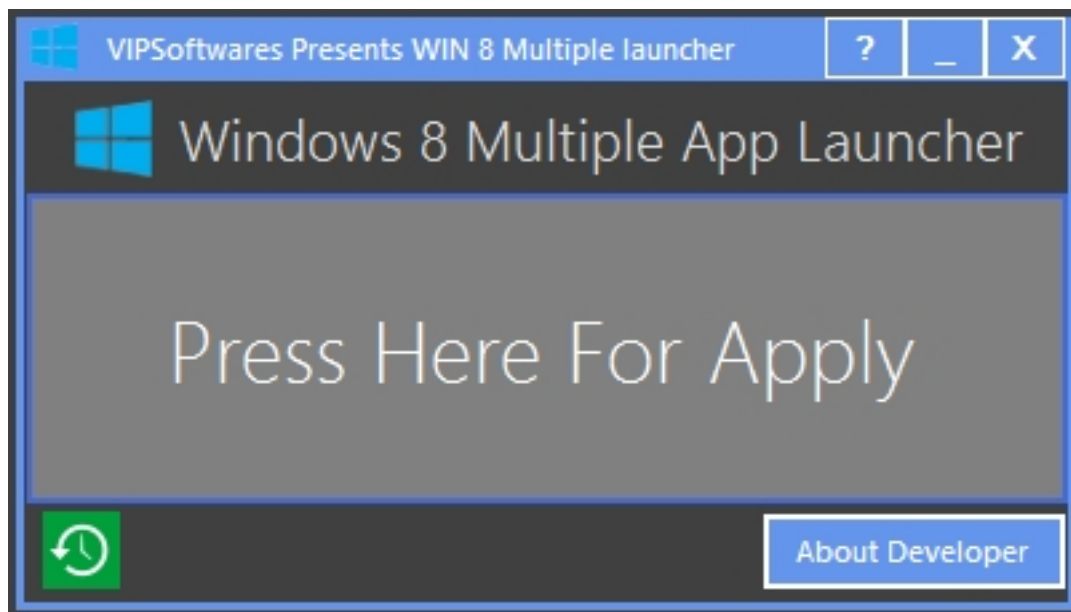 VIPSoftwares Presents WIN 8 Multiple launcher ? _ X
Windows 8 Multiple App Launcher
Press Here For Apply
About Developer